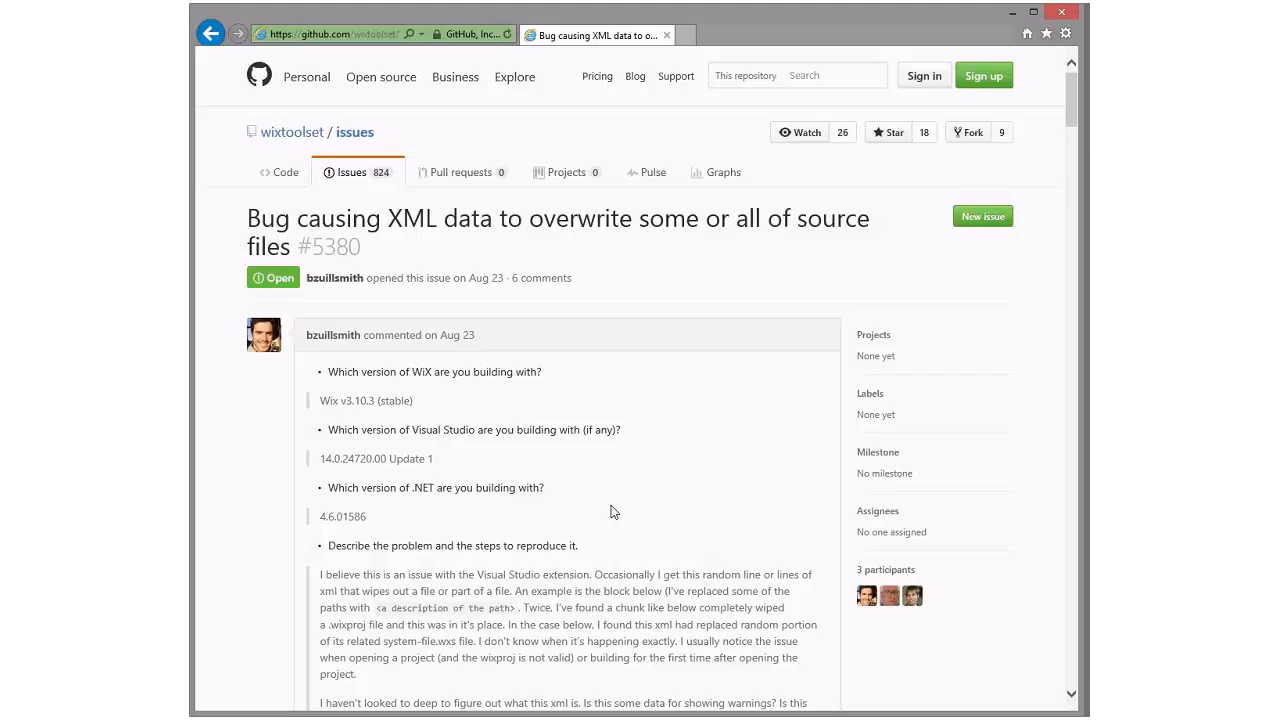 https://github.com/wixtoolset/ GitHub, Inc... Bug causing XML data to o...
Personal Open source Business Explore Pricing Blog Support This repository Search Sign in Sign up
wixtoolset / issues Watch 26 Star 18 Fork 9
Code Issues 824 Pull requests 0 Projects 0 Pulse Graphs
Bug causing XML data to overwrite some or all of source
files #5380
New issue
Open bzuillsmith opened this issue on Aug 23 · 6 comments
bzuillsmith commented on Aug 23
• Which version of WiX are you building with?
Wix v3.10.3 (stable)
• Which version of Visual Studio are you building with (if any)?
14.0.24720.00 Update 1
• Which version of .NET are you building with?
4.6.01586
• Describe the problem and the steps to reproduce it.
I believe this is an issue with the Visual Studio extension. Occasionally I get this random line or lines of
xml that wipes out a file or part of a file. An example is the block below (I've replaced some of the
paths with <a description of the path> . Twice, I've found a chunk like below completely wiped
a .wixproj file and this was in it's place. In the case below, I found this xml had replaced random portion
of its related system-file.wxs file. I don't know when it's happening exactly. I usually notice the issue
when opening a project (and the wixproj is not valid) or building for the first time after opening the
project.
I haven't looked to deep to figure out what this xml is. Is this some data for showing warnings? Is this
Projects
None yet
Labels
None yet
Milestone
No milestone
Assignees
No one assigned
3 participants